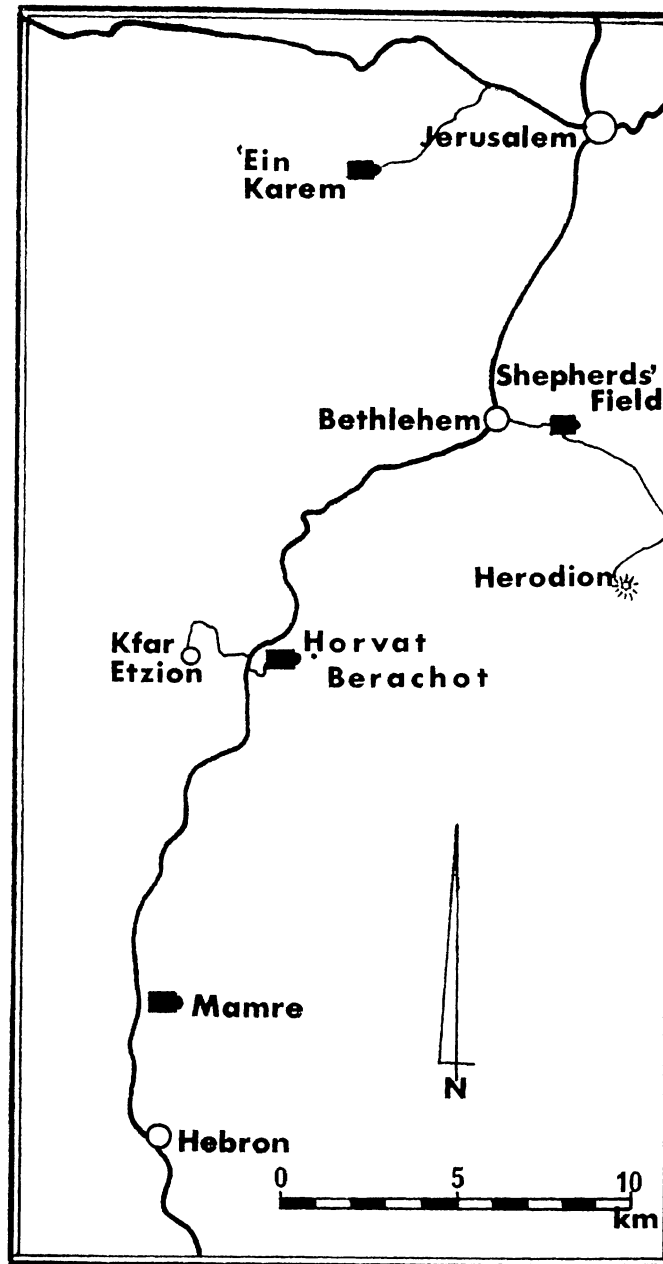 Jerusalem
‘Ein
Karem
Shepherds’
Field
Bethlehem
Herodion
Kfar
Etzion
Ḥorvat
Berachot
Mamre
N
Hebron
0 5 10
km